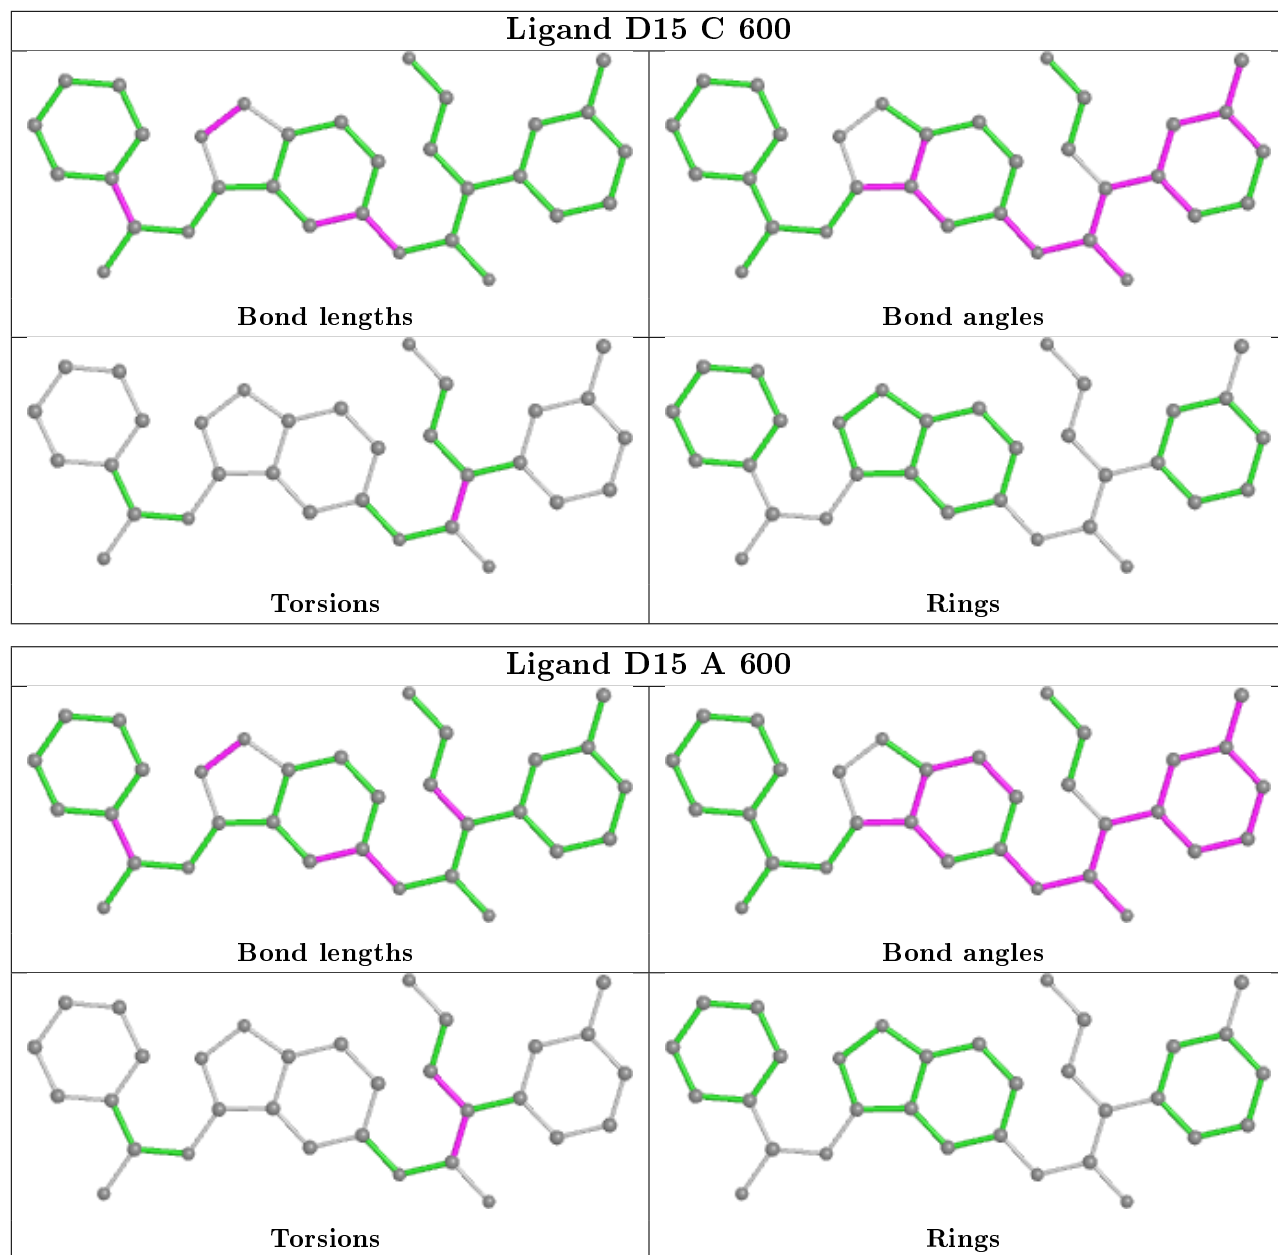 Ligand D15 C 600
Bond lengths
Bond angles
Torsions
Rings
Ligand D15 A 600
Bond lengths
Bond angles
Torsions
Rings